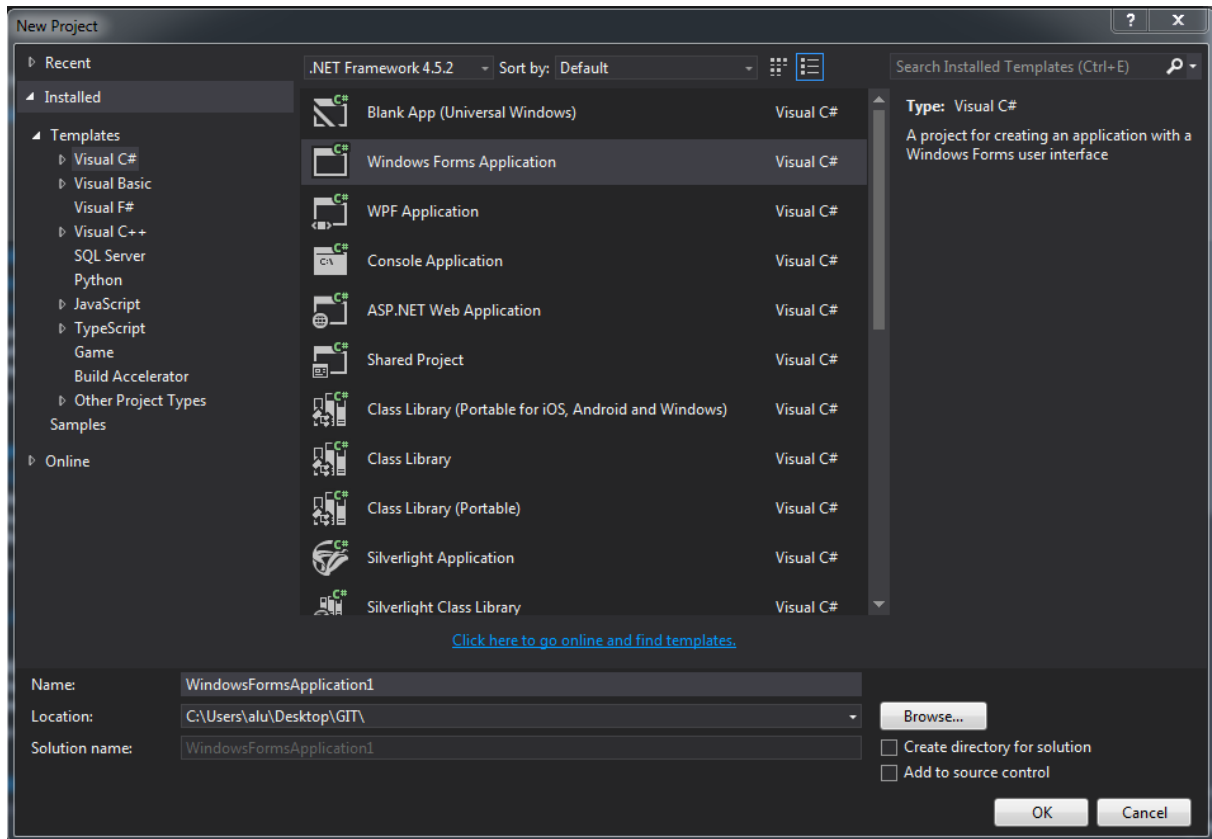 New Project
? X
Recent
.NET Framework 4.5.2 Sort by: Default
Search Installed Templates (Ctrl+E)
Installed
Templates
Visual C#
Visual Basic
Visual F#
Visual C++
SQL Server
Python
JavaScript
TypeScript
Game
Build Accelerator
Other Project Types
Samples
Online
C# Blank App (Universal Windows) Visual C#
C# Windows Forms Application Visual C#
C# WPF Application Visual C#
C# C:\ Console Application Visual C#
C# ASP.NET Web Application Visual C#
C# Shared Project Visual C#
C# Class Library (Portable for iOS, Android and Windows) Visual C#
C# Class Library Visual C#
C# Class Library (Portable) Visual C#
C# Silverlight Application Visual C#
C# Silverlight Class Library Visual C#
Click here to go online and find templates.
Type: Visual C#
A project for creating an application with a
Windows Forms user interface
Name: WindowsFormsApplication1
Location: C:\Users\alu\Desktop\GIT\
Browse...
Solution name: WindowsFormsApplication1
Create directory for solution
Add to source control
OK Cancel